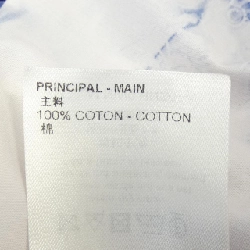 PRINCIPAL - MAIN
主料
100% COTON - COTTON
棉